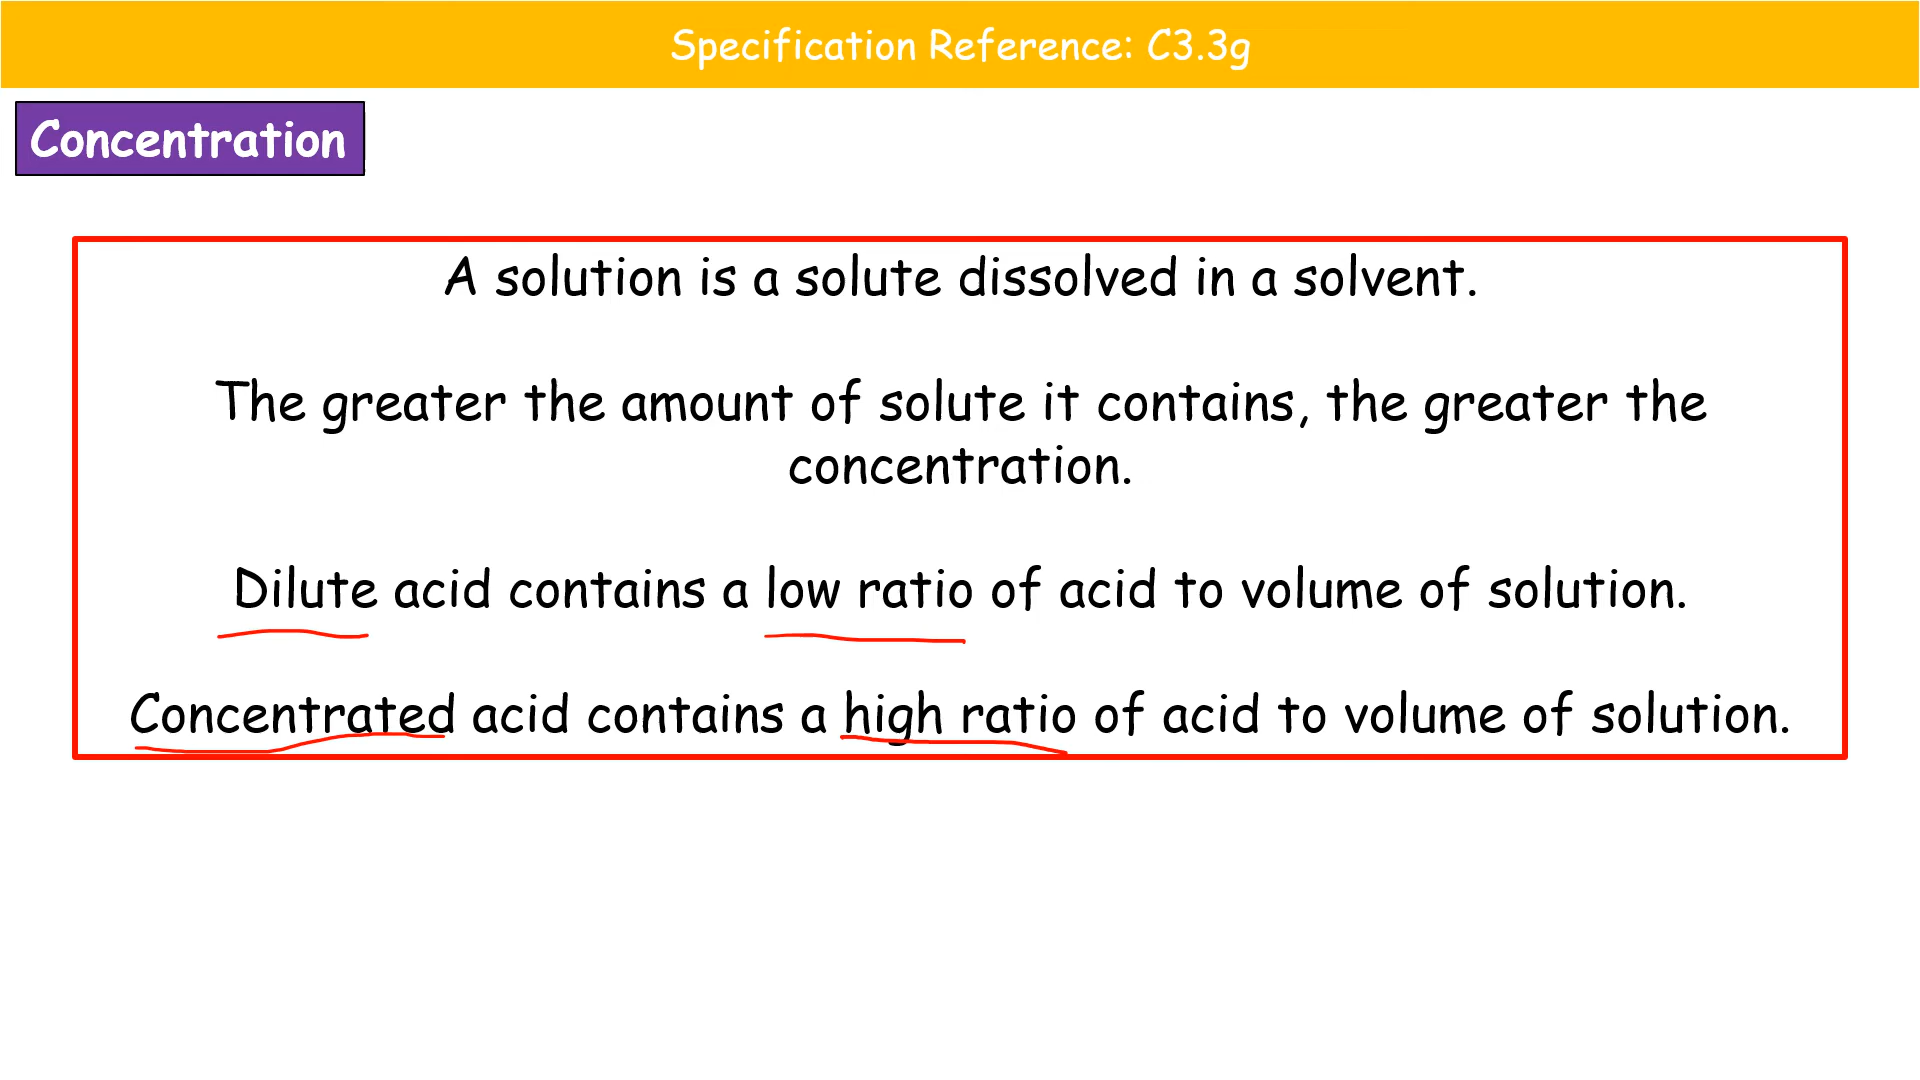 Specification Reference: C3.3g
Concentration
A solution is a solute dissolved in a solvent.
The greater the amount of solute it contains, the greater the
concentration.
Dilute acid contains a low ratio of acid to volume of solution.
Concentrated acid contains a high ratio of acid to volume of solution.